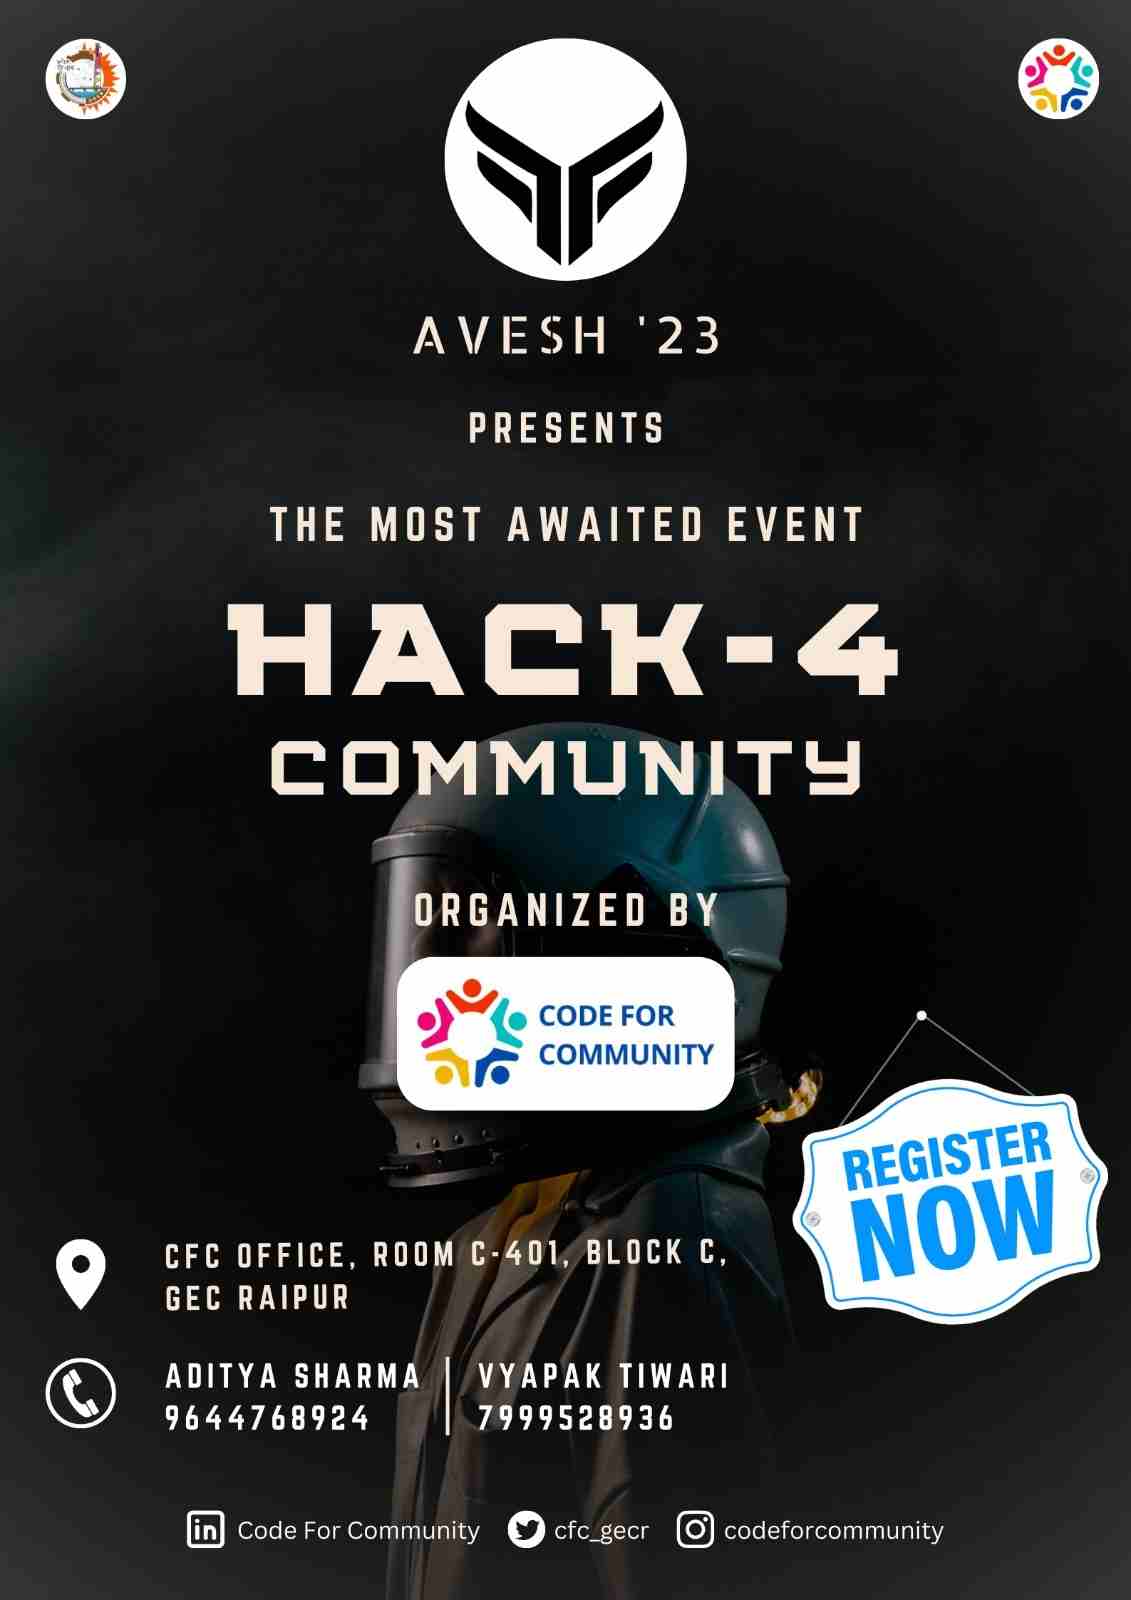 AVESH '23
PRESENTS
THE MOST AWAITED EVENT
HACK-4
COMMUNITY
ORGANIZED BY
CODE FOR
COMMUNITY
REGISTER
NOW
CFC OFFICE, ROOM C-401, BLOCK C,
GEC RAIPUR
ADITYA SHARMA | VYAPAK TIWARI
9644768924 | 7999528936
in Code For Community cfc_gecr codeforcommunity